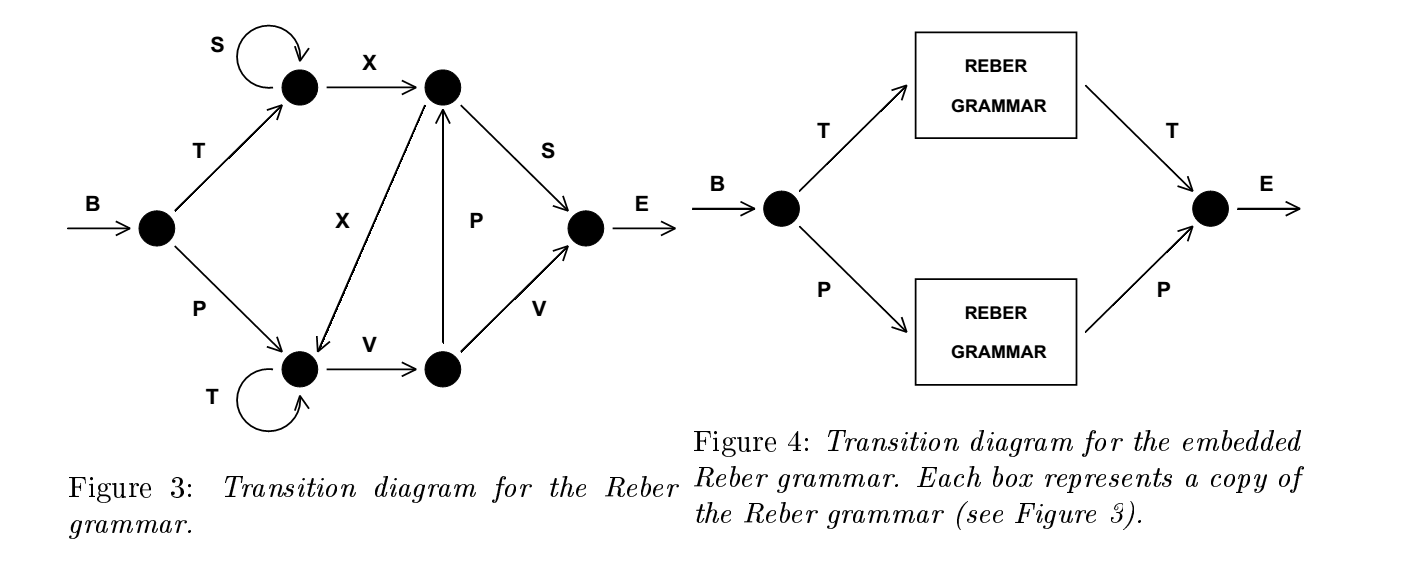 S
X
T
S
B
E
X
P
P
V
V
T
Figure 3: Transition diagram for the Reber
grammar.
REBER
GRAMMAR
T
T
B
E
P
P
REBER
GRAMMAR
Figure 4: Transition diagram for the embedded
Reber grammar. Each box represents a copy of
the Reber grammar (see Figure 3).